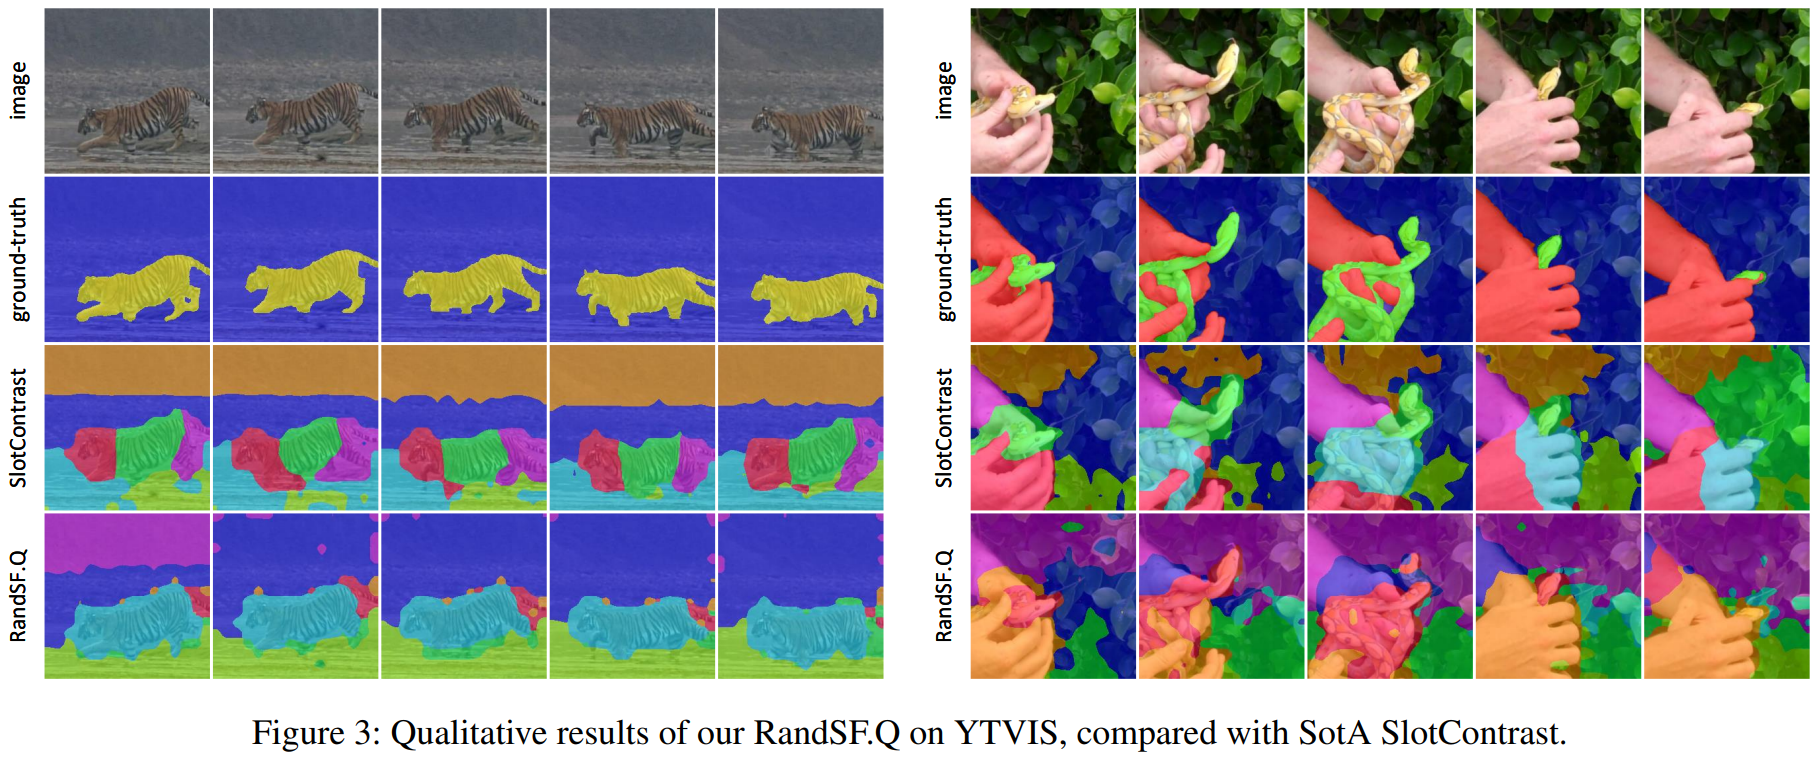 image
ground-truth
SlotContrast
RandSF.Q
image
ground-truth
SlotContrast
RandSF.Q
Figure 3: Qualitative results of our RandSF.Q on YTVIS, compared with SotA SlotContrast.